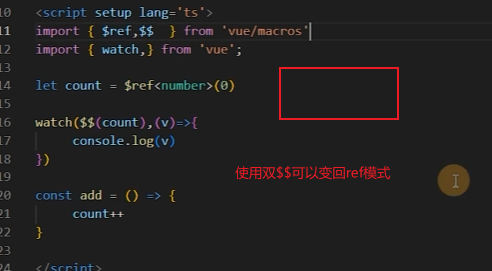 10 <script setup lang='ts'>
11 import { $ref,$$  } from 'vue/macros'
12 import { watch,} from 'vue';
13
14 let count = $ref<number>(0)
15
16 watch($$(count),(v)=>{
17     console.log(v)
18 })
使用双$$可以变回ref模式
19
20 const add = () => {
21     count++
22 }
23
24 </script>